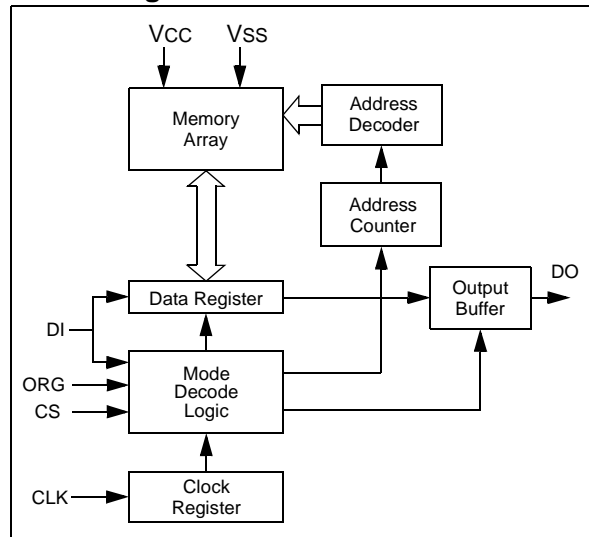 VCC VSS
Memory
Array
Address
Decoder
Address
Counter
Data Register
Output
Buffer
DO
DI
ORG
CS
Mode
Decode
Logic
CLK
Clock
Register